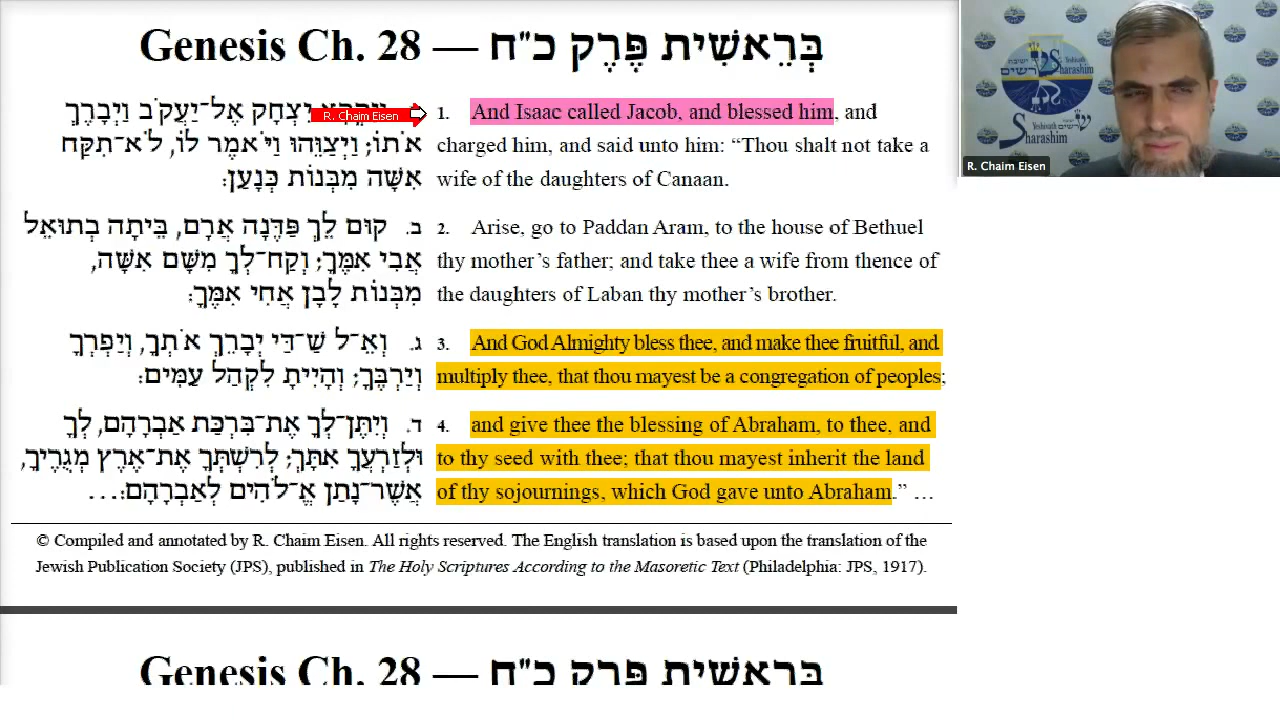 Genesis Ch. 28 — בְּרֵאשִׁית פֶּרֶק כ"ח
יִצְחָק אֶל־יַעֲקֹב וַיְבָרֶךְ
אֹתוֹ; וַיְצַוֵּהוּ וַיֹּאמֶר לוֹ, לֹא־תִקַּח
אִשָּׁה מִבְּנוֹת כְּנָעַן:
R. Chaim Eisen
1. And Isaac called Jacob, and blessed him, and
charged him, and said unto him: “Thou shalt not take a
wife of the daughters of Canaan.
ב. קוּם לֵךְ פַּדֶּנָה אֲרָם, בֵּיתָה בְתוּאֵל
אֲבִי אִמֶּךָ; וְקַח־לְךָ מִשָּׁם אִשָּׁה,
מִבְּנוֹת לָבָן אֲחִי אִמֶּךָ:
2. Arise, go to Paddan Aram, to the house of Bethuel
thy mother’s father; and take thee a wife from thence of
the daughters of Laban thy mother’s brother.
ג. וְאֵ־ל שַׁ־דַּי יְבָרֵךְ אֹתְךָ, וְיַפְרְךָ
וְיַרְבֶּךָ; וְהָיִיתָ לִקְהַל עַמִּים:
3. And God Almighty bless thee, and make thee fruitful, and
multiply thee, that thou mayest be a congregation of peoples;
ד. וְיִתֶּן־לְךָ אֶת־בִּרְכַּת אַבְרָהָם, לְךָ
וּלְזַרְעֲךָ אִתָּךְ; לְרִשְׁתְּךָ אֶת־אֶרֶץ מְגֻרֶיךָ,
אֲשֶׁר־נָתַן אֱ־לֹהִים לְאַבְרָהָם:…
4. and give thee the blessing of Abraham, to thee, and
to thy seed with thee; that thou mayest inherit the land
of thy sojournings, which God gave unto Abraham.” …
© Compiled and annotated by R. Chaim Eisen. All rights reserved. The English translation is based upon the translation of the
Jewish Publication Society (JPS), published in The Holy Scriptures According to the Masoretic Text (Philadelphia: JPS, 1917).
Genesis Ch. 28 — בְּרֵאשִׁית פֶּרֶק כ"ח
ישיבת
שרשים
Yeshivath
Sharashim
Yeshivath
Sharashim
R. Chaim Eisen